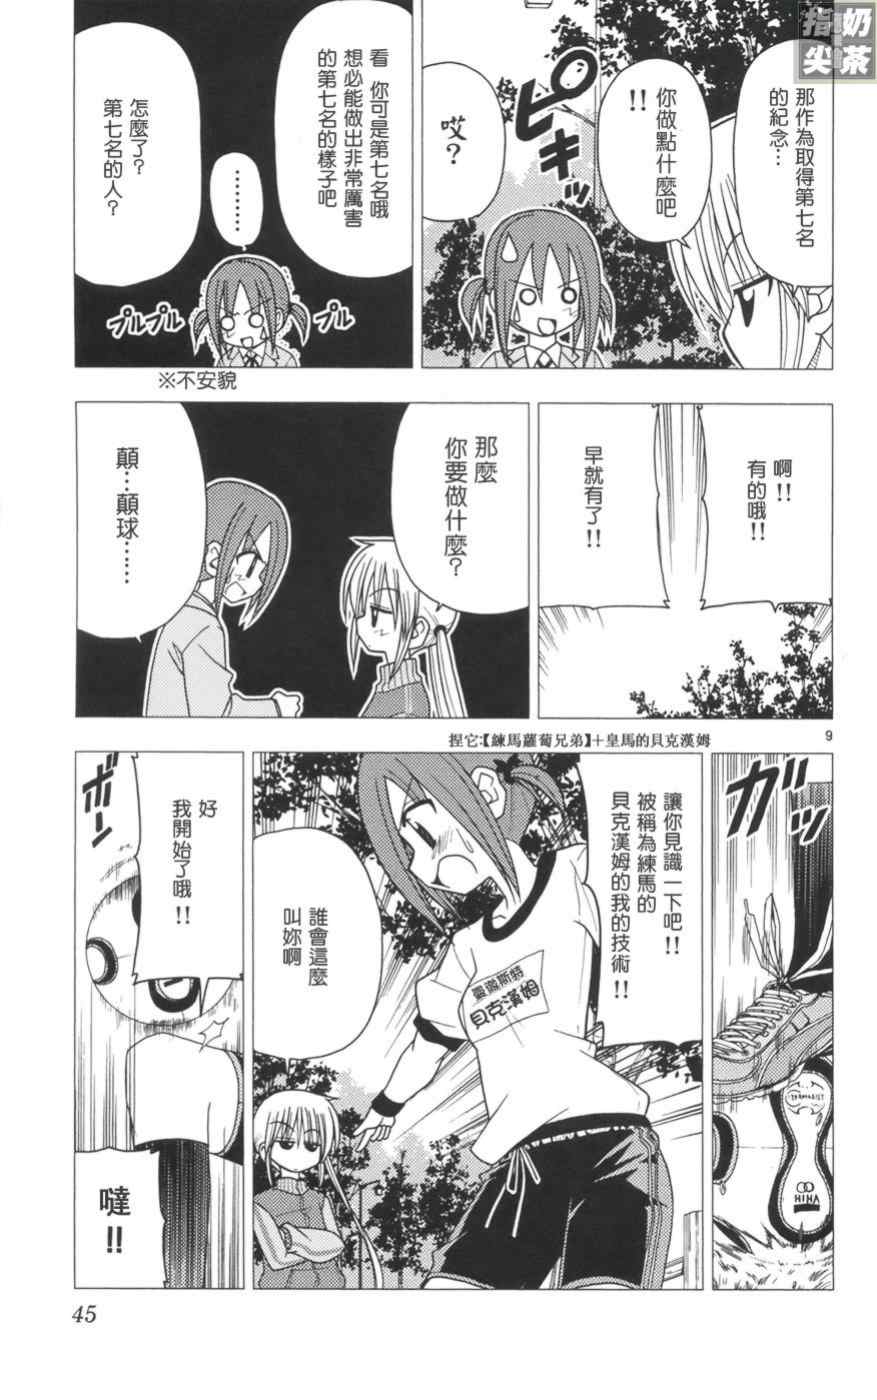 指奶
尖茶
那作為取得第七名
的紀念…
你做點什麼吧
!!
ピキッ
哎？
看 你可是第七名哦
想必能做出非常厲害
的第七名的樣子吧
………
怎麼了？
第七名的人？
プルプル
プルプル
※不安貌
啊!!
有的哦!!
早就有了!!
那麼
你要做什麼？
顛…顛球……
9
捏它:【練馬蘿蔔兄弟】＋皇馬的貝克漢姆
ガッ
HIHA
讓你見識一下吧!!
被稱為練馬的
貝克漢姆的我的技術!!
貝克漢姆
誰會這麼
叫妳啊
好
我開始了哦!!
ボーン
噠!!
45